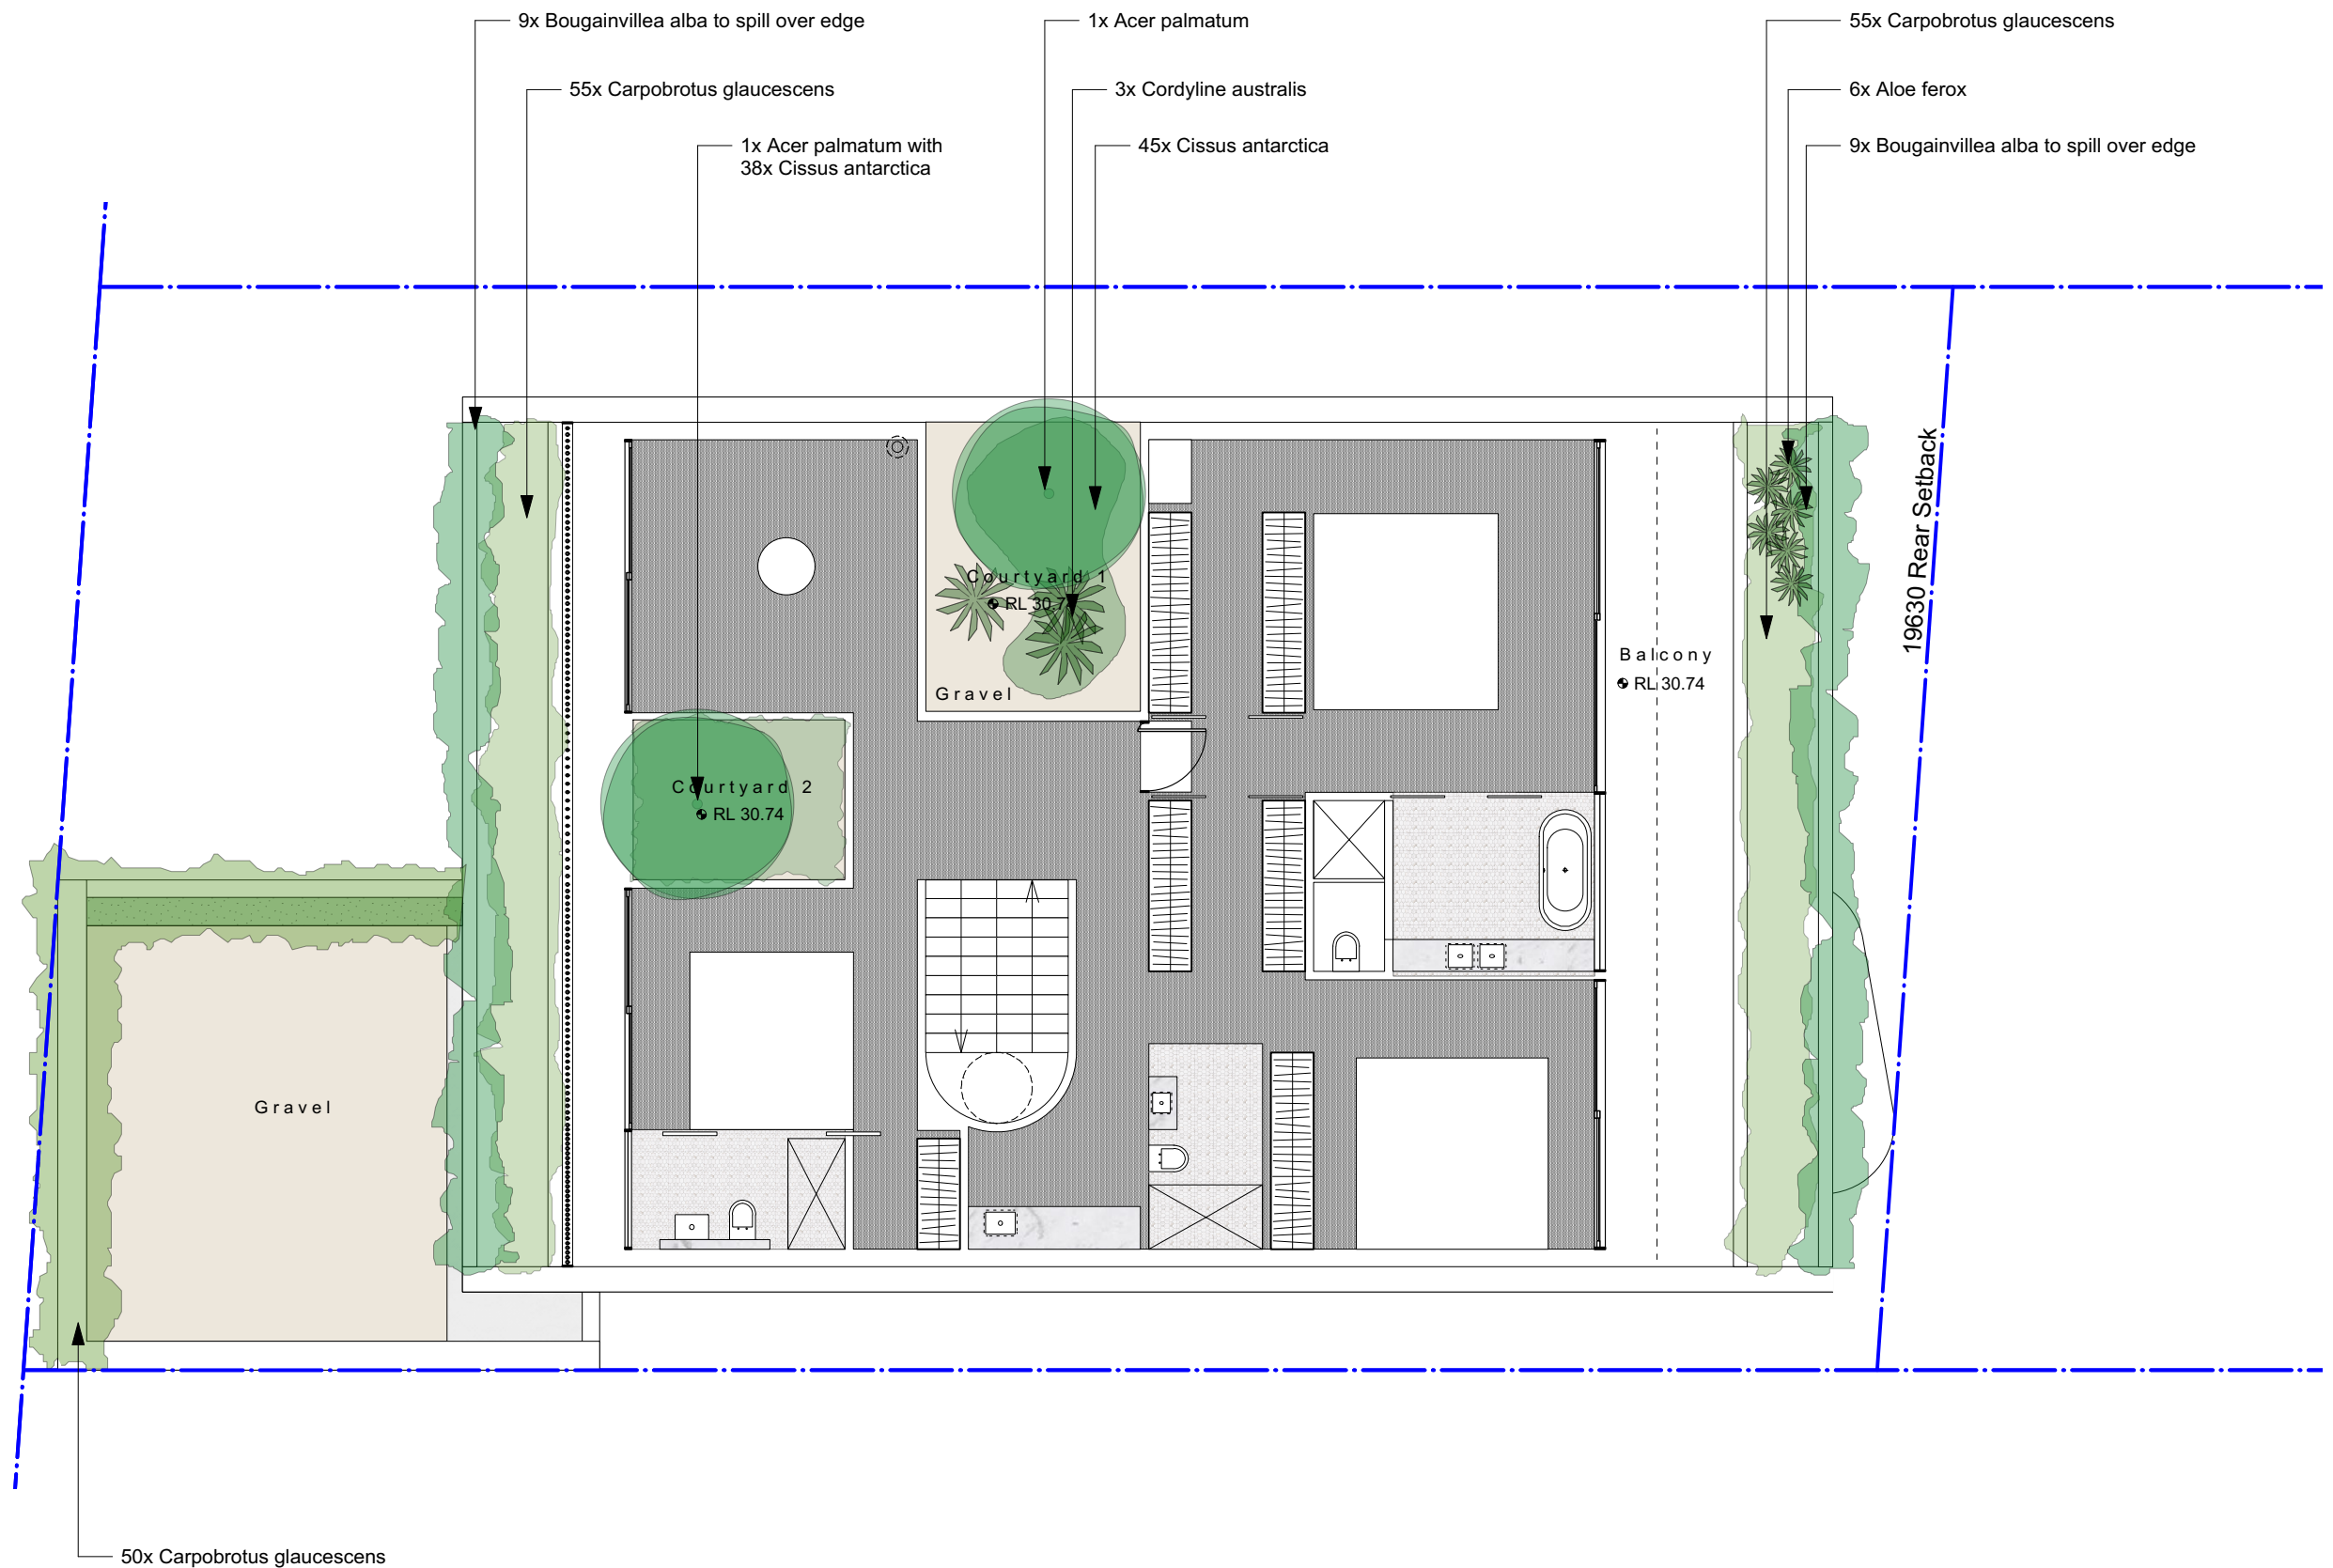 9x Bougainvillea alba to spill over edge
1x Acer palmatum
55x Carpobrotus glaucescens
55x Carpobrotus glaucescens
3x Cordyline australis
6x Aloe ferox
1x Acer palmatum with
38x Cissus antarctica
45x Cissus antarctica
9x Bougainvillea alba to spill over edge
19630 Rear Setback
Courtyard 1
RL 30.74
Gravel
Balcony
RL 30.74
Courtyard 2
RL 30.74
Gravel
50x Carpobrotus glaucescens